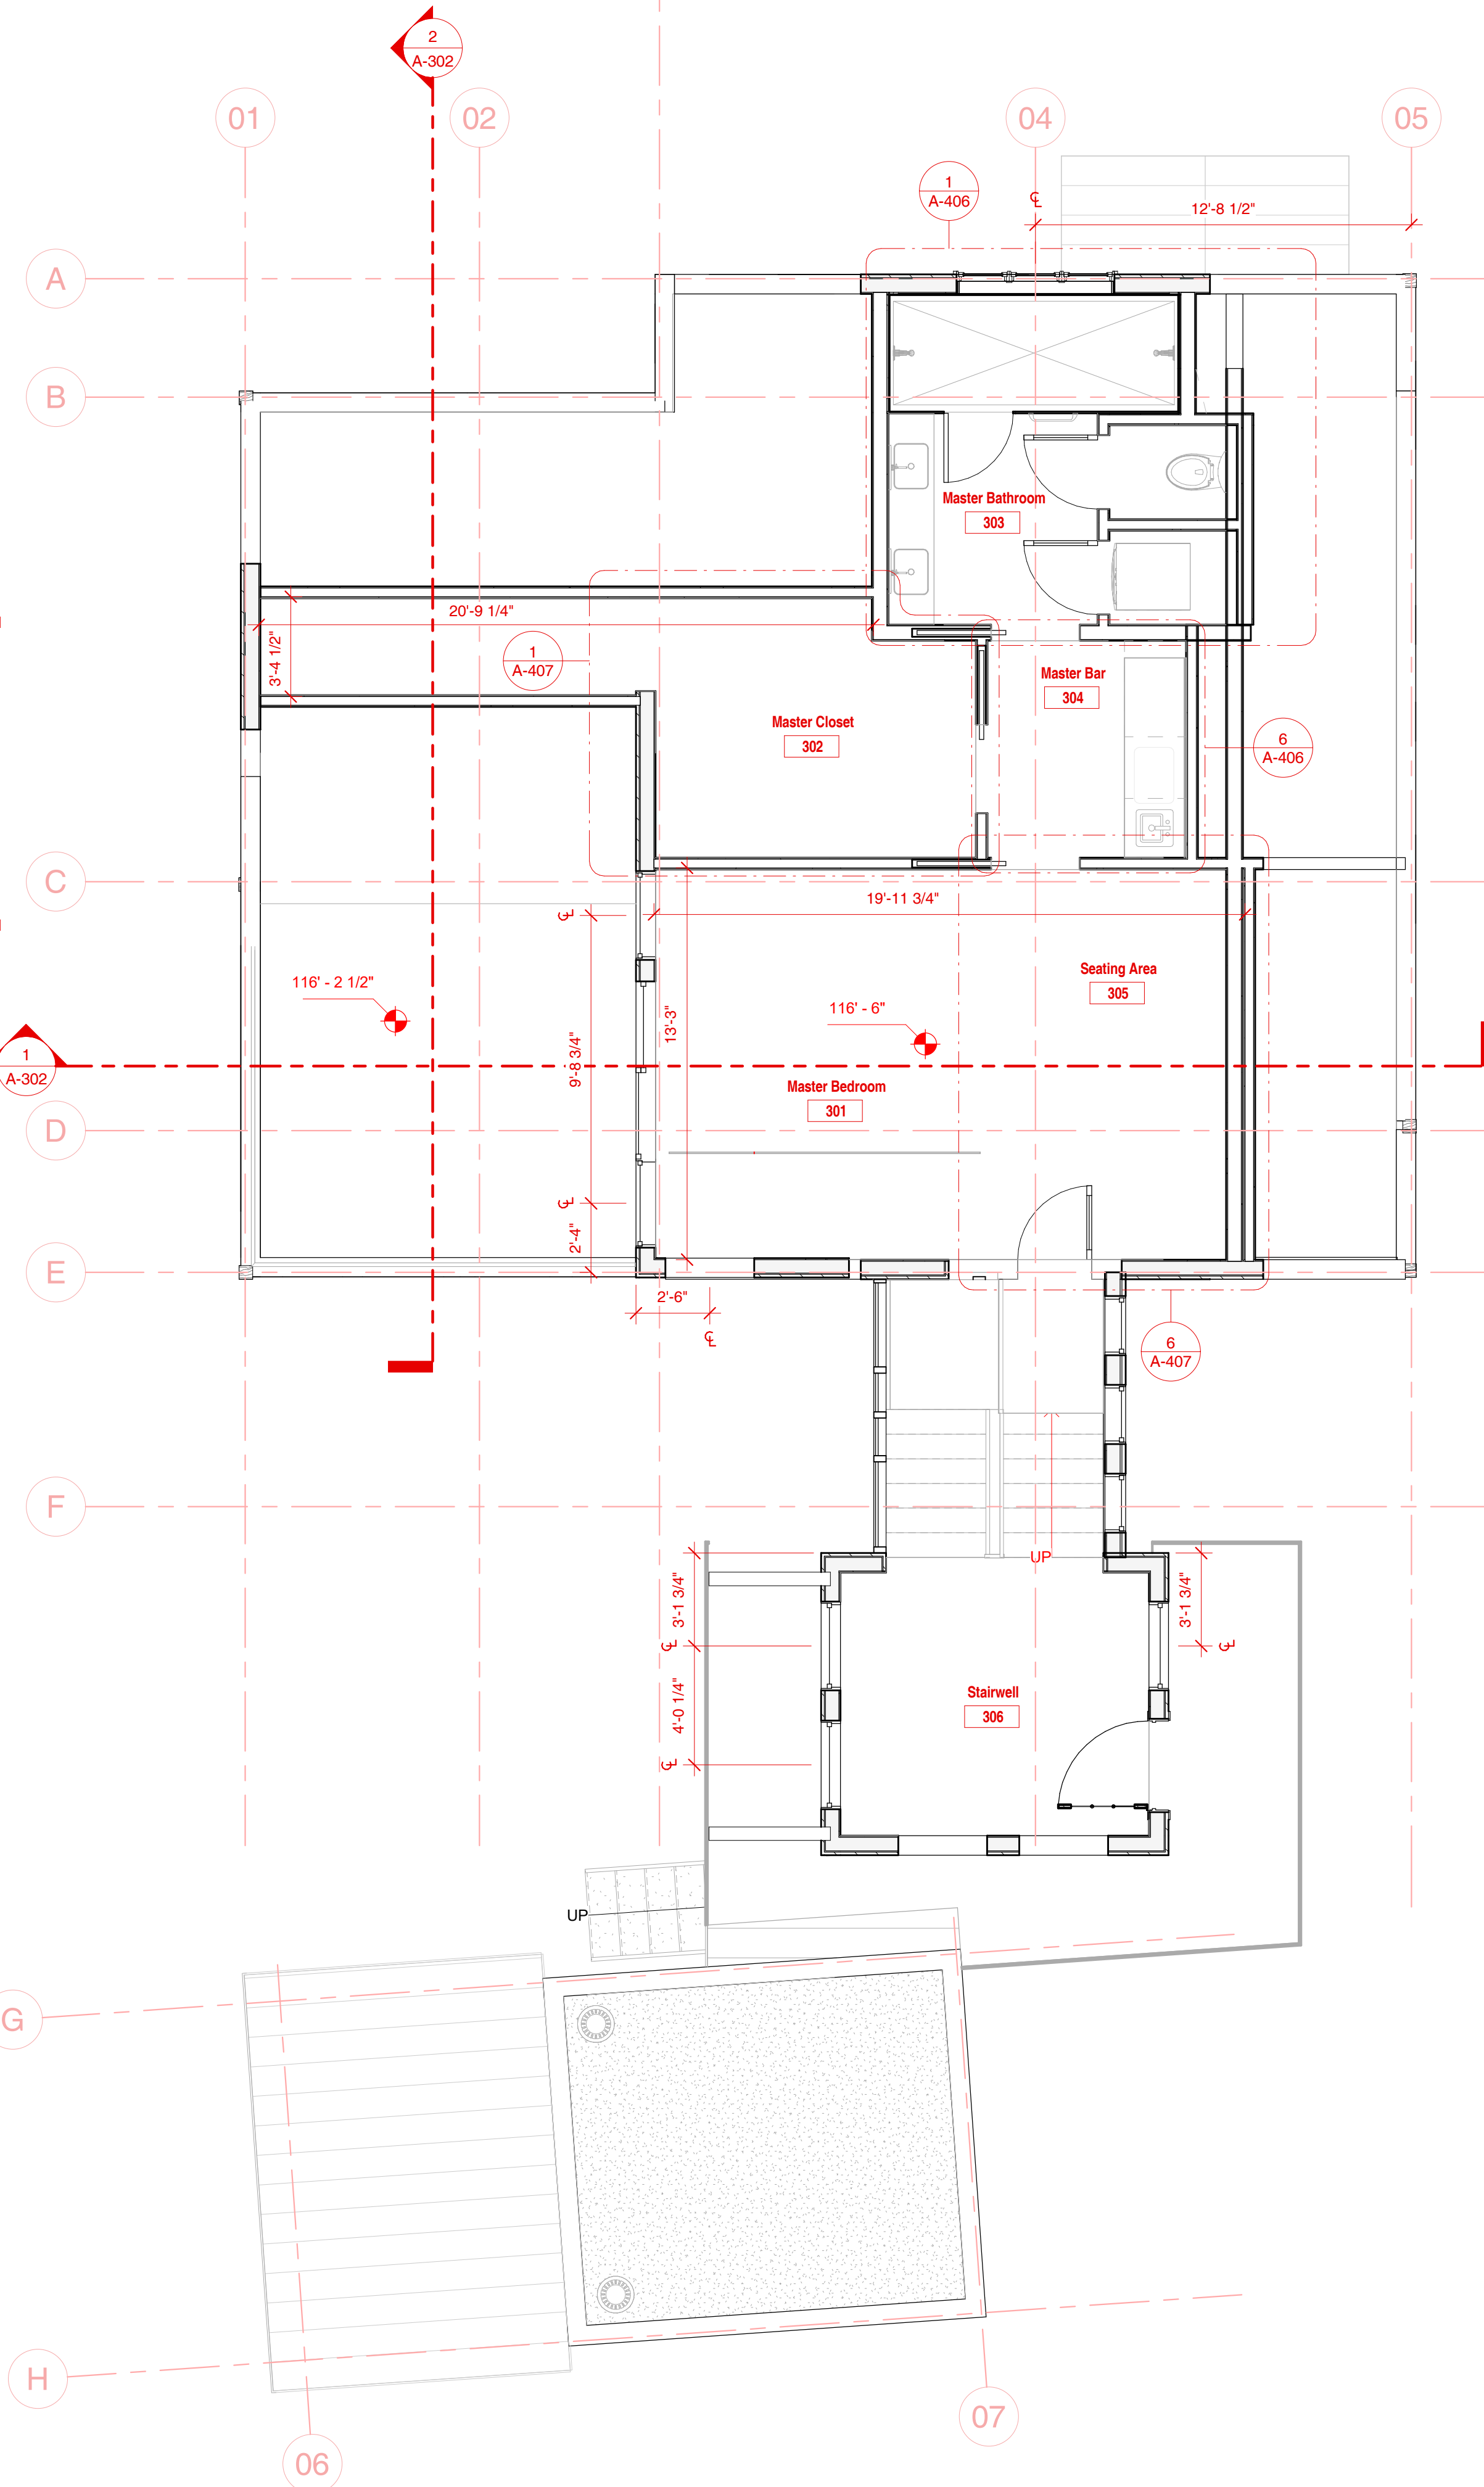 2
A-302
01
02
04
05
1
A-406
℄
12'-8 1/2"
A
B
Master Bathroom
303
20'-9 1/4"
3'-4 1/2"
1
A-407
Master Bar
304
Master Closet
302
6
A-406
C
19'-11 3/4"
℄
Seating Area
305
116' - 2 1/2"
116' - 6"
13'-3"
9'-8 3/4"
1
A-302
Master Bedroom
301
D
℄
2'-4"
E
2'-6"
℄
6
A-407
F
UP
3'-1 3/4"
3'-1 3/4"
℄
℄
4'-0 1/4"
Stairwell
306
℄
UP
G
H
07
06